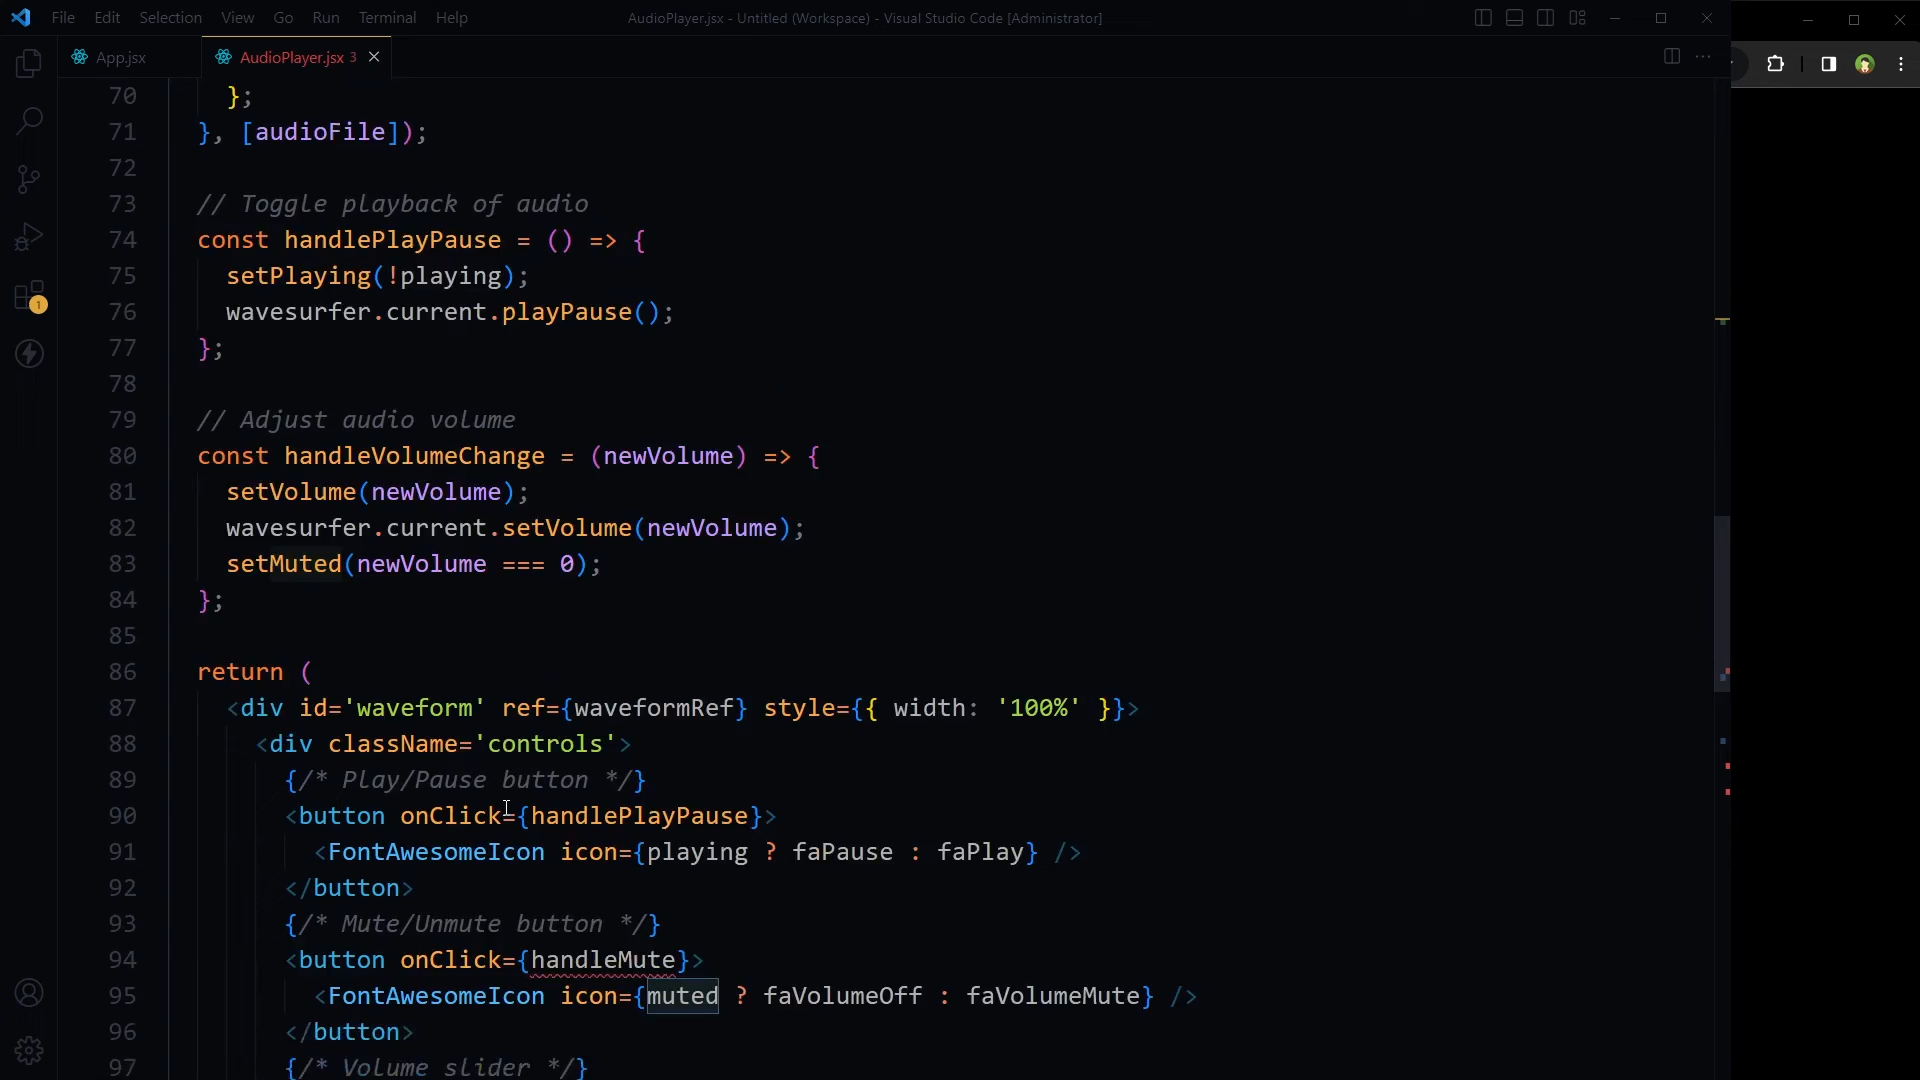 File Edit Selection View Go Run Terminal Help AudioPlayer.jsx - Untitled (Workspace) - Visual Studio Code [Administrator]
App.jsx AudioPlayer.jsx 3
70 };
71 }, [audioFile]);
72
73 // Toggle playback of audio
74 const handlePlayPause = () => {
75 setPlaying(!playing);
76 wavesurfer.current.playPause();
77 };
78
79 // Adjust audio volume
80 const handleVolumeChange = (newVolume) => {
81 setVolume(newVolume);
82 wavesurfer.current.setVolume(newVolume);
83 setMuted(newVolume === 0);
84 };
85
86 return (
87 <div id='waveform' ref={waveformRef} style={{ width: '100%' }}>
88 <div className='controls'>
89 {/* Play/Pause button */}
90 <button onClick={handlePlayPause}>
91 <FontAwesomeIcon icon={playing ? faPause : faPlay} />
92 </button>
93 {/* Mute/Unmute button */}
94 <button onClick={handleMute}>
95 <FontAwesomeIcon icon={muted ? faVolumeOff : faVolumeMute} />
96 </button>
97 {/* Volume slider */}
1